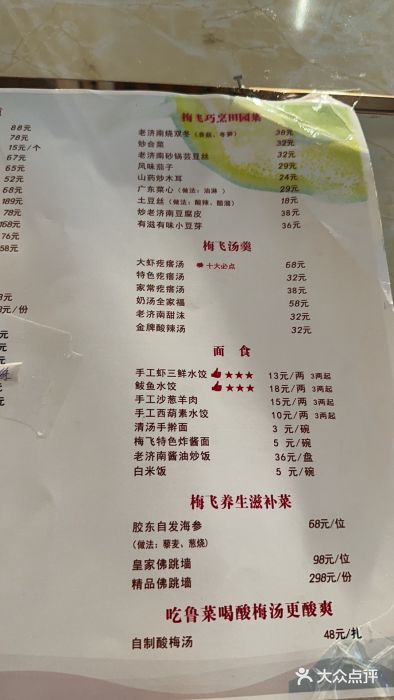 88元
78元
15元/个
67元
65元
52元
68元
189元
78元
168元
76元
58元
梅飞巧烹田园菜
老济南烧双冬（香菇、冬笋） 38元
炒合菜 32元
老济南砂锅芸豆丝 32元
风味茄子 29元
山药炒木耳 24元
广东菜心（做法：油淋） 29元
土豆丝（做法：酸辣、醋溜） 18元
炒老济南豆腐皮 38元
有滋有味小豆芽 36元
梅飞汤羹
大虾疙瘩汤 十大必点 68元
特色疙瘩汤 32元
家常疙瘩汤 38元
奶汤全家福 58元
老济南甜沫 32元
金牌酸辣汤 32元
面食
手工虾三鲜水饺 ★★★ 13元/两 3两起
鲅鱼水饺 ★★★ 18元/两 3两起
手工沙葱羊肉 15元/两 3两起
手工西葫素水饺 10元/两 3两起
清汤手擀面 3元/碗
梅飞特色炸酱面 5元/碗
老济南酱油炒饭 36元/盘
白米饭 5元/碗
梅飞养生滋补菜
胶东自发海参 68元/位
(做法：藜麦、葱烧)
皇家佛跳墙 98元/位
精品佛跳墙 298元/份
吃鲁菜喝酸梅汤更酸爽
自制酸梅汤 48元/扎
大众点评